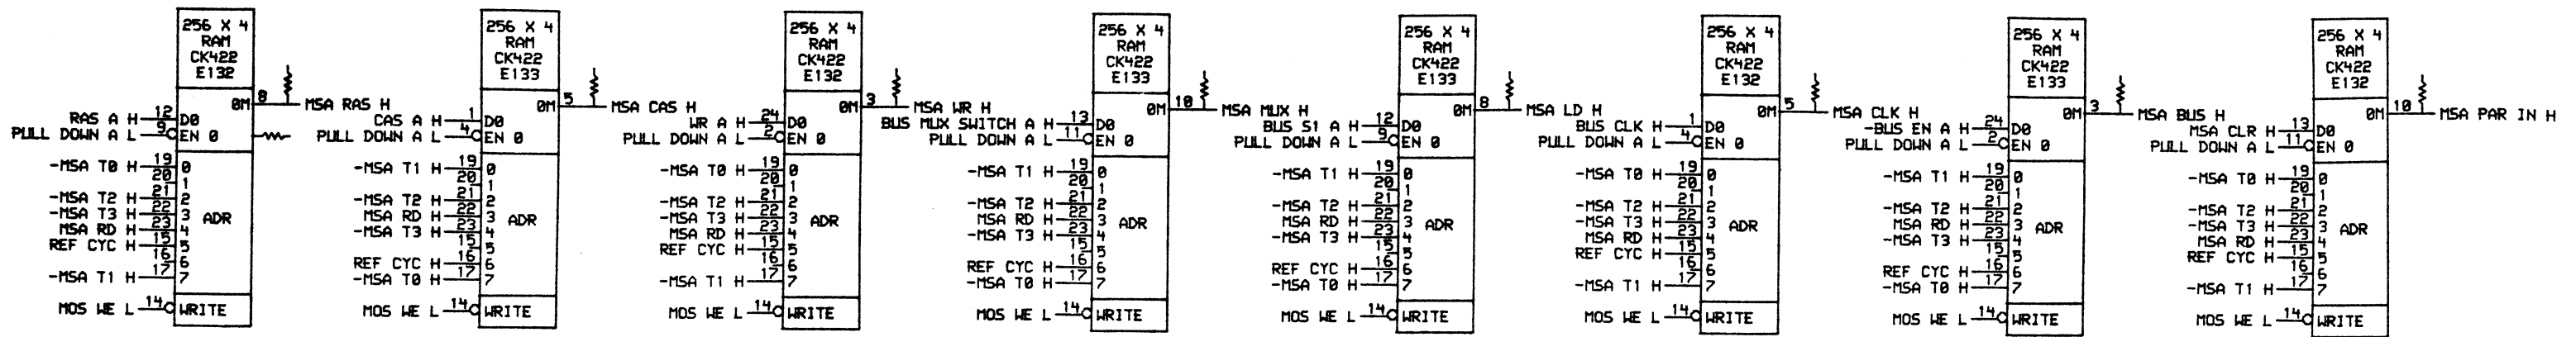 256 X 4
RAM
CK422
E132
0M 8 MSA RAS H
RAS A H 12 D0
PULL DOWN A L 9 EN 0
-MSA T0 H 19 0
20 1
-MSA T2 H 21 2
-MSA T3 H 22 3 ADR
MSA RD H 23 4
REF CYC H 15 5
16 6
-MSA T1 H 17 7
MOS WE L 14 WRITE
256 X 4
RAM
CK422
E133
0M 5 MSA CAS H
CAS A H 1 D0
PULL DOWN A L 4 EN 0
-MSA T1 H 19 0
20 1
-MSA T2 H 21 2
MSA RD H 22 3 ADR
-MSA T3 H 23 4
15 5
REF CYC H 16 6
-MSA T0 H 17 7
MOS WE L 14 WRITE
256 X 4
RAM
CK422
E132
0M 3 MSA WR H
WR A H 24 D0
PULL DOWN A L 2 EN 0
-MSA T0 H 19 0
20 1
-MSA T2 H 21 2
-MSA T3 H 22 3 ADR
MSA RD H 23 4
REF CYC H 15 5
16 6
-MSA T1 H 17 7
MOS WE L 14 WRITE
256 X 4
RAM
CK422
E133
0M 10 MSA MUX H
BUS MUX SWITCH A H 13 D0
PULL DOWN A L 11 EN 0
-MSA T1 H 19 0
20 1
-MSA T2 H 21 2
MSA RD H 22 3 ADR
-MSA T3 H 23 4
15 5
REF CYC H 16 6
-MSA T0 H 17 7
MOS WE L 14 WRITE
256 X 4
RAM
CK422
E133
0M 8 MSA LD H
BUS S1 A H 12 D0
PULL DOWN A L 9 EN 0
-MSA T1 H 19 0
20 1
-MSA T2 H 21 2
MSA RD H 22 3 ADR
-MSA T3 H 23 4
15 5
REF CYC H 16 6
-MSA T0 H 17 7
MOS WE L 14 WRITE
256 X 4
RAM
CK422
E132
0M 5 MSA CLK H
BUS CLK H 1 D0
PULL DOWN A L 4 EN 0
-MSA T0 H 19 0
20 1
-MSA T2 H 21 2
-MSA T3 H 22 3 ADR
MSA RD H 23 4
REF CYC H 15 5
16 6
-MSA T1 H 17 7
MOS WE L 14 WRITE
256 X 4
RAM
CK422
E133
0M 3 MSA BUS H
-BUS EN A H 24 D0
PULL DOWN A L 2 EN 0
-MSA T1 H 19 0
20 1
-MSA T2 H 21 2
MSA RD H 22 3 ADR
-MSA T3 H 23 4
15 5
REF CYC H 16 6
-MSA T0 H 17 7
MOS WE L 14 WRITE
256 X 4
RAM
CK422
E132
0M 10 MSA PAR IN H
MSA CLR H 13 D0
PULL DOWN A L 11 EN 0
-MSA T0 H 19 0
20 1
-MSA T2 H 21 2
-MSA T3 H 22 3 ADR
MSA RD H 23 4
REF CYC H 15 5
16 6
-MSA T1 H 17 7
MOS WE L 14 WRITE